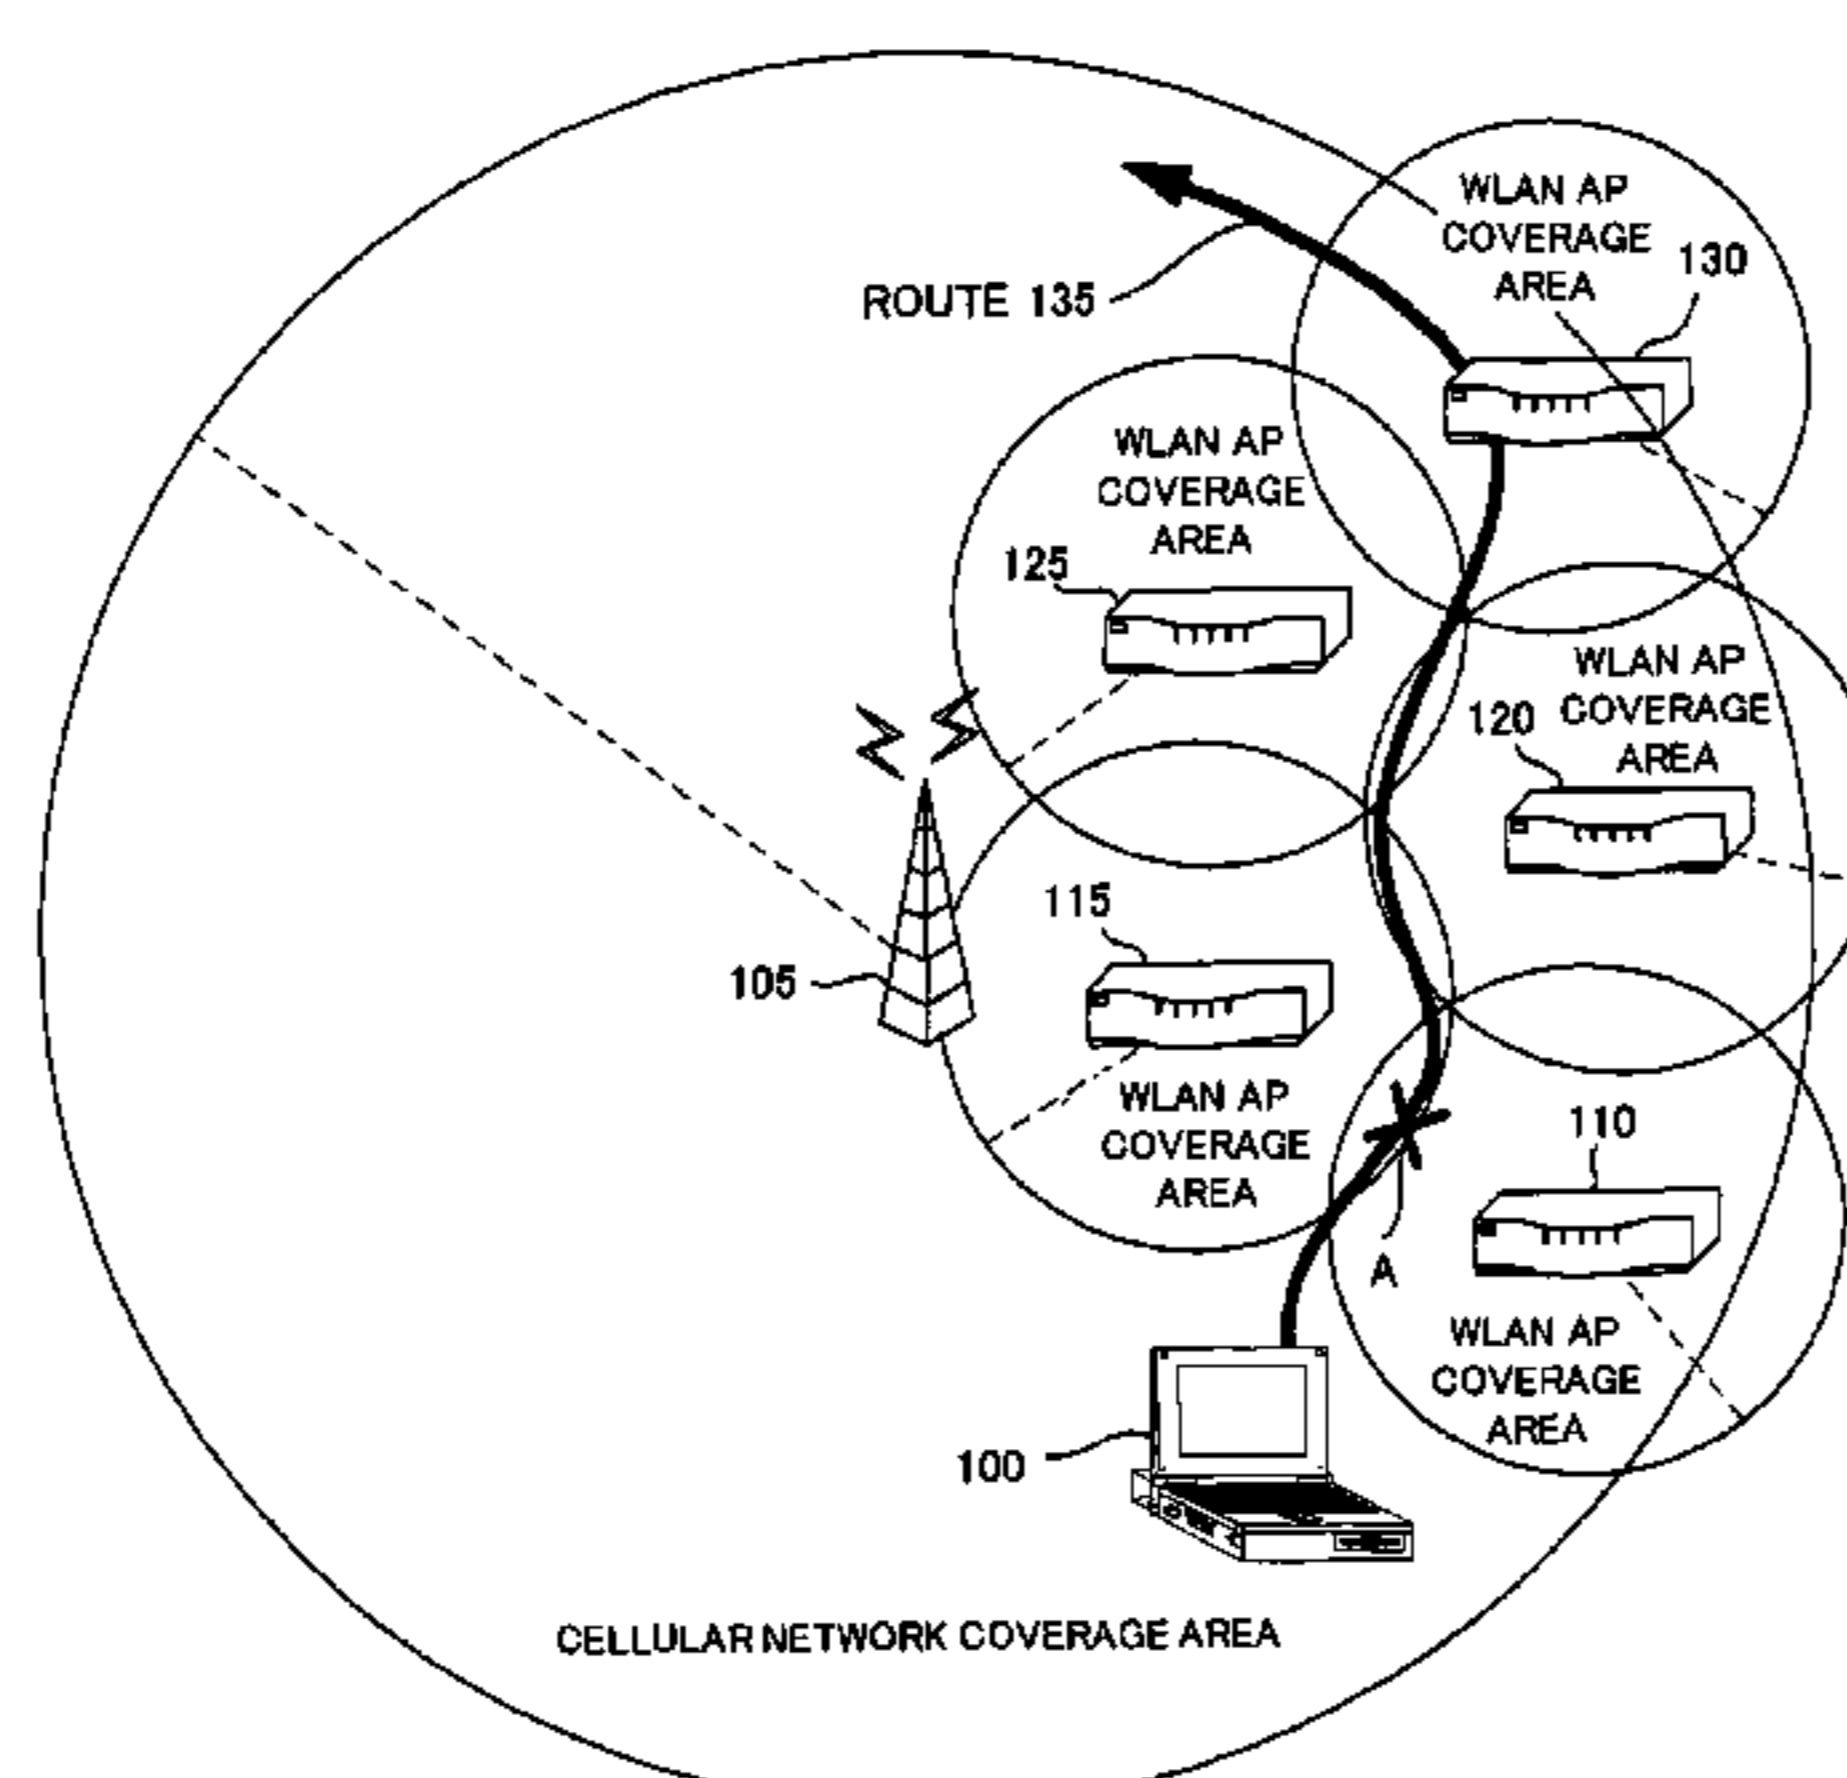 WLAN AP
COVERAGE
AREA
130
ROUTE 135
WLAN AP
COVERAGE
AREA
125
WLAN AP
COVERAGE
AREA
120
115
105
WLAN AP
COVERAGE
AREA
110
A
WLAN AP
COVERAGE
AREA
100
CELLULAR NETWORK COVERAGE AREA